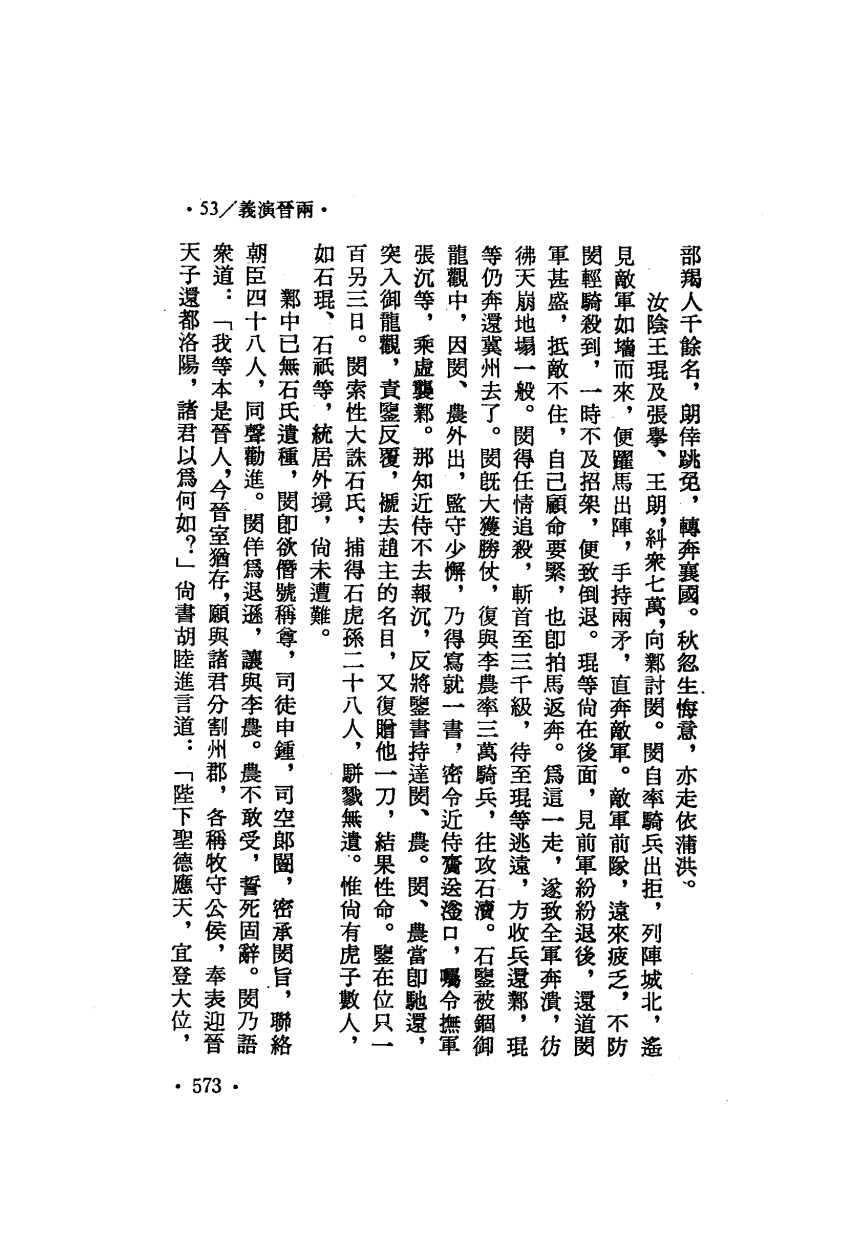 ·53／義演晉兩·
部羯人千餘名，朗倖跳免，轉奔襄國。秋忽生悔意，亦走依蒲洪。
汝陰王琨及張舉、王朗，糾衆七萬，向鄴討閔。閔自率騎兵出拒，列陣城北，遙
見敵軍如墻而來，便躍馬出陣，手持兩矛，直奔敵軍。敵軍前隊，遠來疲乏，不防
閔輕騎殺到，一時不及招架，便致倒退。琨等尙在後面，見前軍紛紛退後，還道閔
軍甚盛，抵敵不住，自己顧命要緊，也卽拍馬返奔。爲這一走，遂致全軍奔潰，彷
彿天崩地塌一般。閔得任情追殺，斬首至三千級，待至琨等逃遠，方收兵還鄴，琨
等仍奔還冀州去了。閔旣大獲勝仗，復與李農率三萬騎兵，往攻石瀆。石鑒被錮御
龍觀中，因閔、農外出，監守少懈，乃得寫就一書，密令近侍齎送滏口，囑令撫軍
張沉等，乘虛襲鄴。那知近侍不去報沉，反將鑒書持達閔、農。閔、農當卽馳還，
突入御龍觀，責鑒反覆，褫去趙主的名目，又復贈他一刀，結果性命。鑒在位只一
百另三日。閔索性大誅石氏，捕得石虎孫二十八人，駢戮無遺。惟尙有虎子數人，
如石琨、石祇等，統居外境，尙未遭難。
鄴中已無石氏遺種，閔卽欲僭號稱尊，司徒申鍾，司空郎闓，密承閔旨，聯絡
朝臣四十八人，同聲勸進。閔佯爲退遜，讓與李農。農不敢受，誓死固辭。閔乃語
衆道：「我等本是晉人，今晉室猶存，願與諸君分割州郡，各稱牧守公侯，奉表迎晉
天子還都洛陽，諸君以爲何如？」尙書胡睦進言道：「陛下聖德應天，宜登大位，
·573·